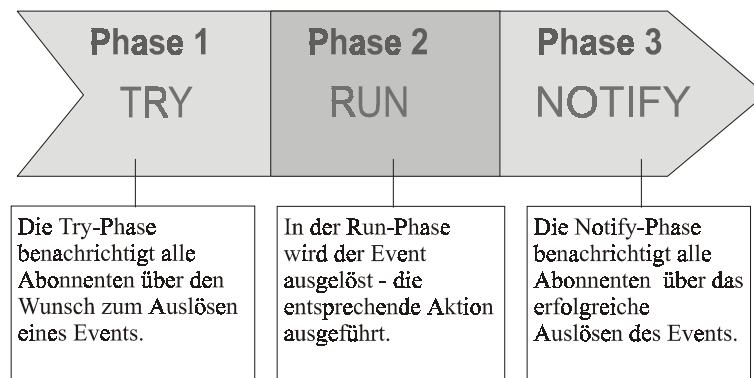 Phase 1
TRY
Phase 2
RUN
Phase 3
NOTIFY
Die Try-Phase
benachrichtigt alle
Abonnenten über den
Wunsch zum Auslösen
eines Events.
In der Run-Phase
wird der Event
ausgelöst - die
entsprechende Aktion
ausgeführt.
Die Notify-Phase
benachrichtigt alle
Abonnenten über das
erfolgreiche
Auslösen des Events.